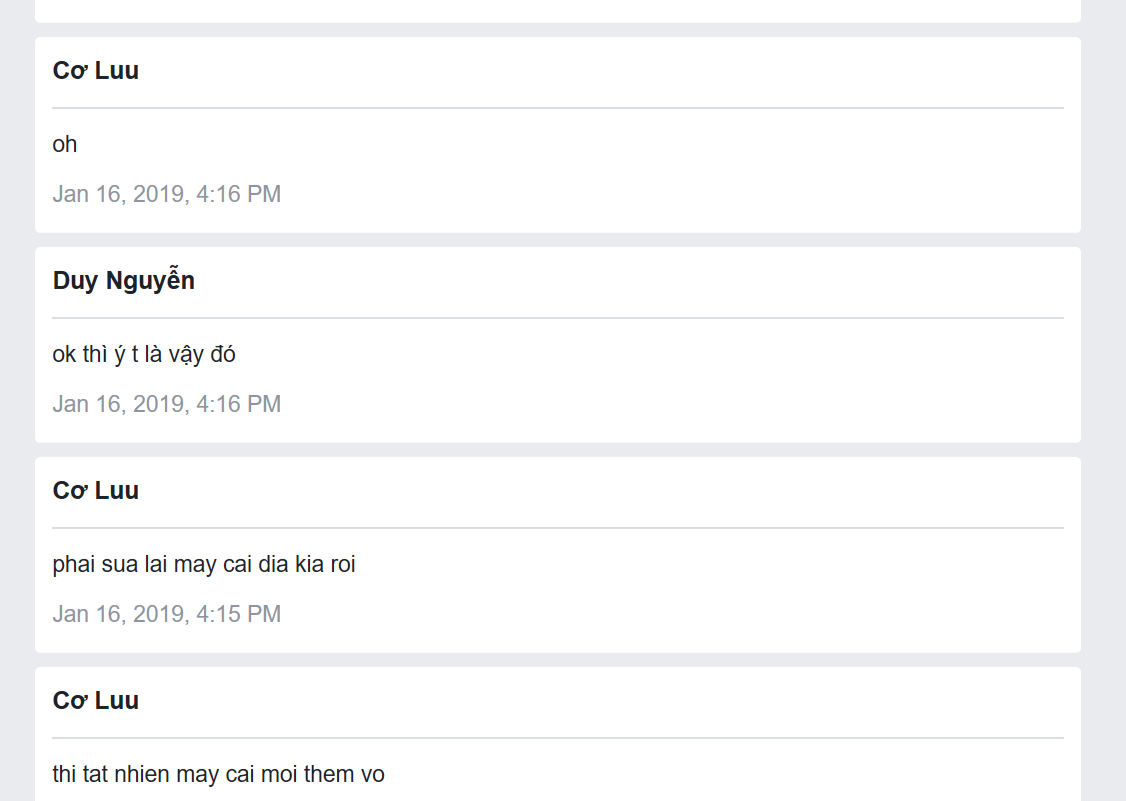 Cơ Luu
oh
Jan 16, 2019, 4:16 PM
Duy Nguyễn
ok thì ý t là vậy đó
Jan 16, 2019, 4:16 PM
Cơ Luu
phai sua lai may cai dia kia roi
Jan 16, 2019, 4:15 PM
Cơ Luu
thi tat nhien may cai moi them vo